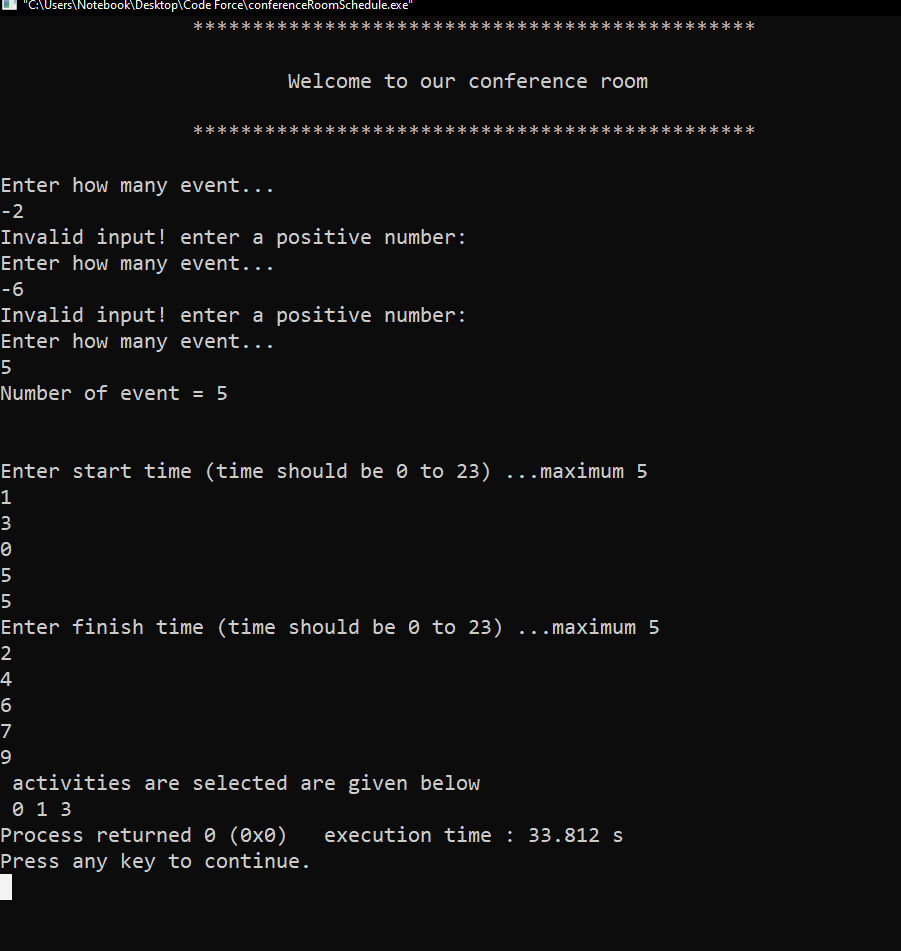 "C:\Users\Notebook\Desktop\Code Force\conferenceRoomSchedule.exe"
***********************************************
Welcome to our conference room
***********************************************
Enter how many event...
-2
Invalid input! enter a positive number:
Enter how many event...
-6
Invalid input! enter a positive number:
Enter how many event...
5
Number of event = 5
Enter start time (time should be 0 to 23) ...maximum 5
1
3
0
5
5
Enter finish time (time should be 0 to 23) ...maximum 5
2
4
6
7
9
activities are selected are given below
0 1 3
Process returned 0 (0x0)   execution time : 33.812 s
Press any key to continue.